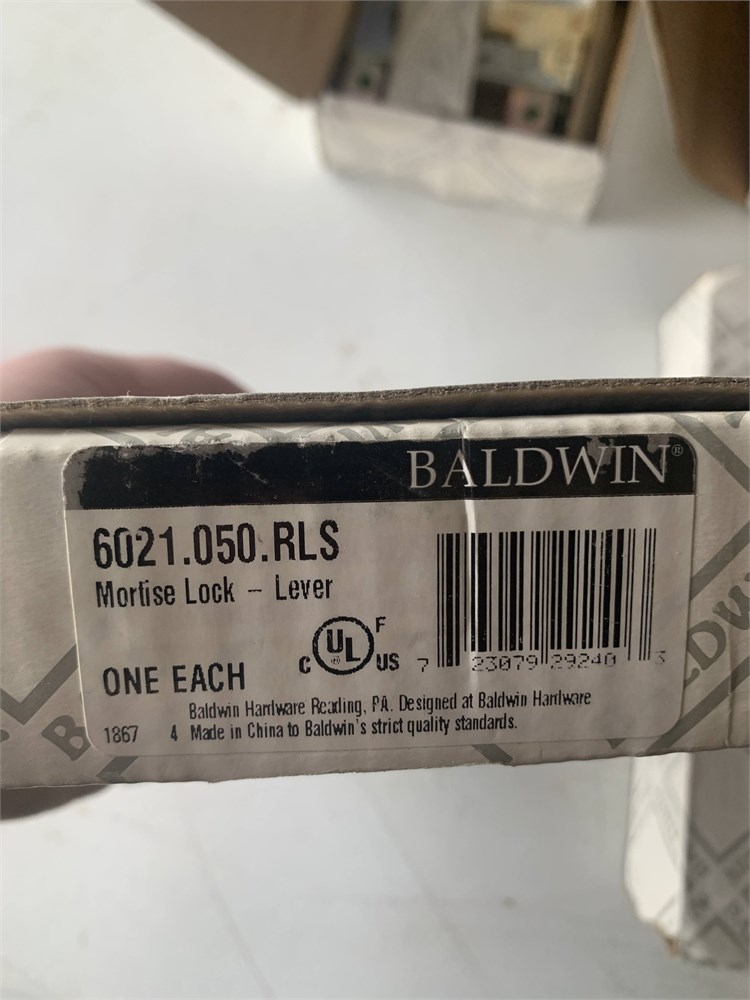 BALDWIN®
6021.050.RLS
Mortise Lock – Lever
C UL® US F
7 23079 29240 3
ONE EACH
Baldwin Hardware Reading, PA. Designed at Baldwin Hardware
1867 4 Made in China to Baldwin's strict quality standards.